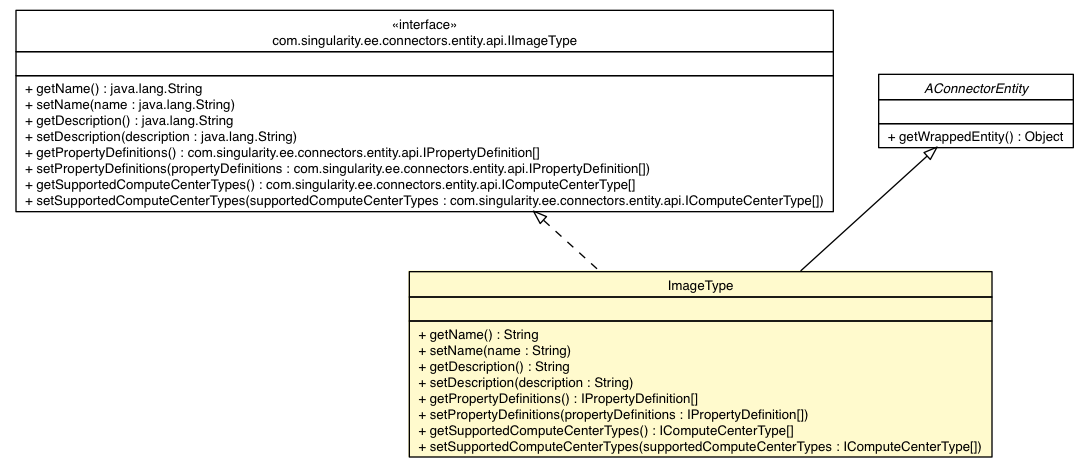 «interface»
com.singularity.ee.connectors.entity.api.IImageType
+ getName() : java.lang.String
+ setName(name : java.lang.String)
+ getDescription() : java.lang.String
+ setDescription(description : java.lang.String)
+ getPropertyDefinitions() : com.singularity.ee.connectors.entity.api.IPropertyDefinition[]
+ setPropertyDefinitions(propertyDefinitions : com.singularity.ee.connectors.entity.api.IPropertyDefinition[])
+ getSupportedComputeCenterTypes() : com.singularity.ee.connectors.entity.api.IComputeCenterType[]
+ setSupportedComputeCenterTypes(supportedComputeCenterTypes : com.singularity.ee.connectors.entity.api.IComputeCenterType[])
AConnectorEntity
+ getWrappedEntity() : Object
ImageType
+ getName() : String
+ setName(name : String)
+ getDescription() : String
+ setDescription(description : String)
+ getPropertyDefinitions() : IPropertyDefinition[]
+ setPropertyDefinitions(propertyDefinitions : IPropertyDefinition[])
+ getSupportedComputeCenterTypes() : IComputeCenterType[]
+ setSupportedComputeCenterTypes(supportedComputeCenterTypes : IComputeCenterType[])